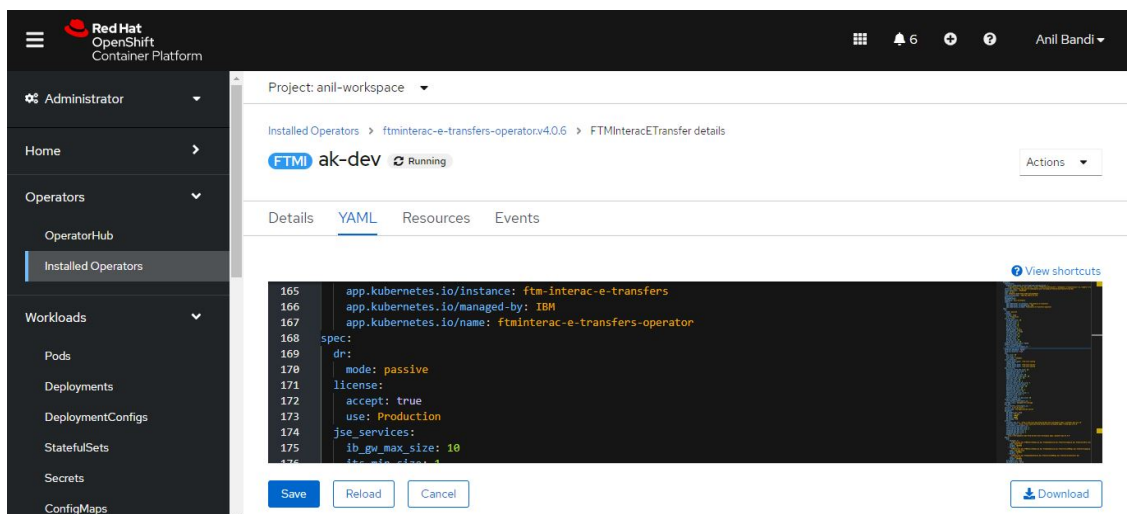 Red Hat
OpenShift
Container Platform
6
Anil Bandi
Administrator
Home
Operators
OperatorHub
Installed Operators
Workloads
Pods
Deployments
DeploymentConfigs
StatefulSets
Secrets
ConfigMaps
Project: anil-workspace
Installed Operators > ftminterac-e-transfers-operator.v4.0.6 > FTMInteracETransfer details
FTMI ak-dev Running
Actions
Details YAML Resources Events
View shortcuts
165 app.kubernetes.io/instance: ftm-interac-e-transfers
166 app.kubernetes.io/managed-by: IBM
167 app.kubernetes.io/name: ftminterac-e-transfers-operator
168 spec:
169 dr:
170 mode: passive
171 license:
172 accept: true
173 use: Production
174 jse_services:
175 ib_gw_max_size: 10
176 its_min_size: 1
Save Reload Cancel Download